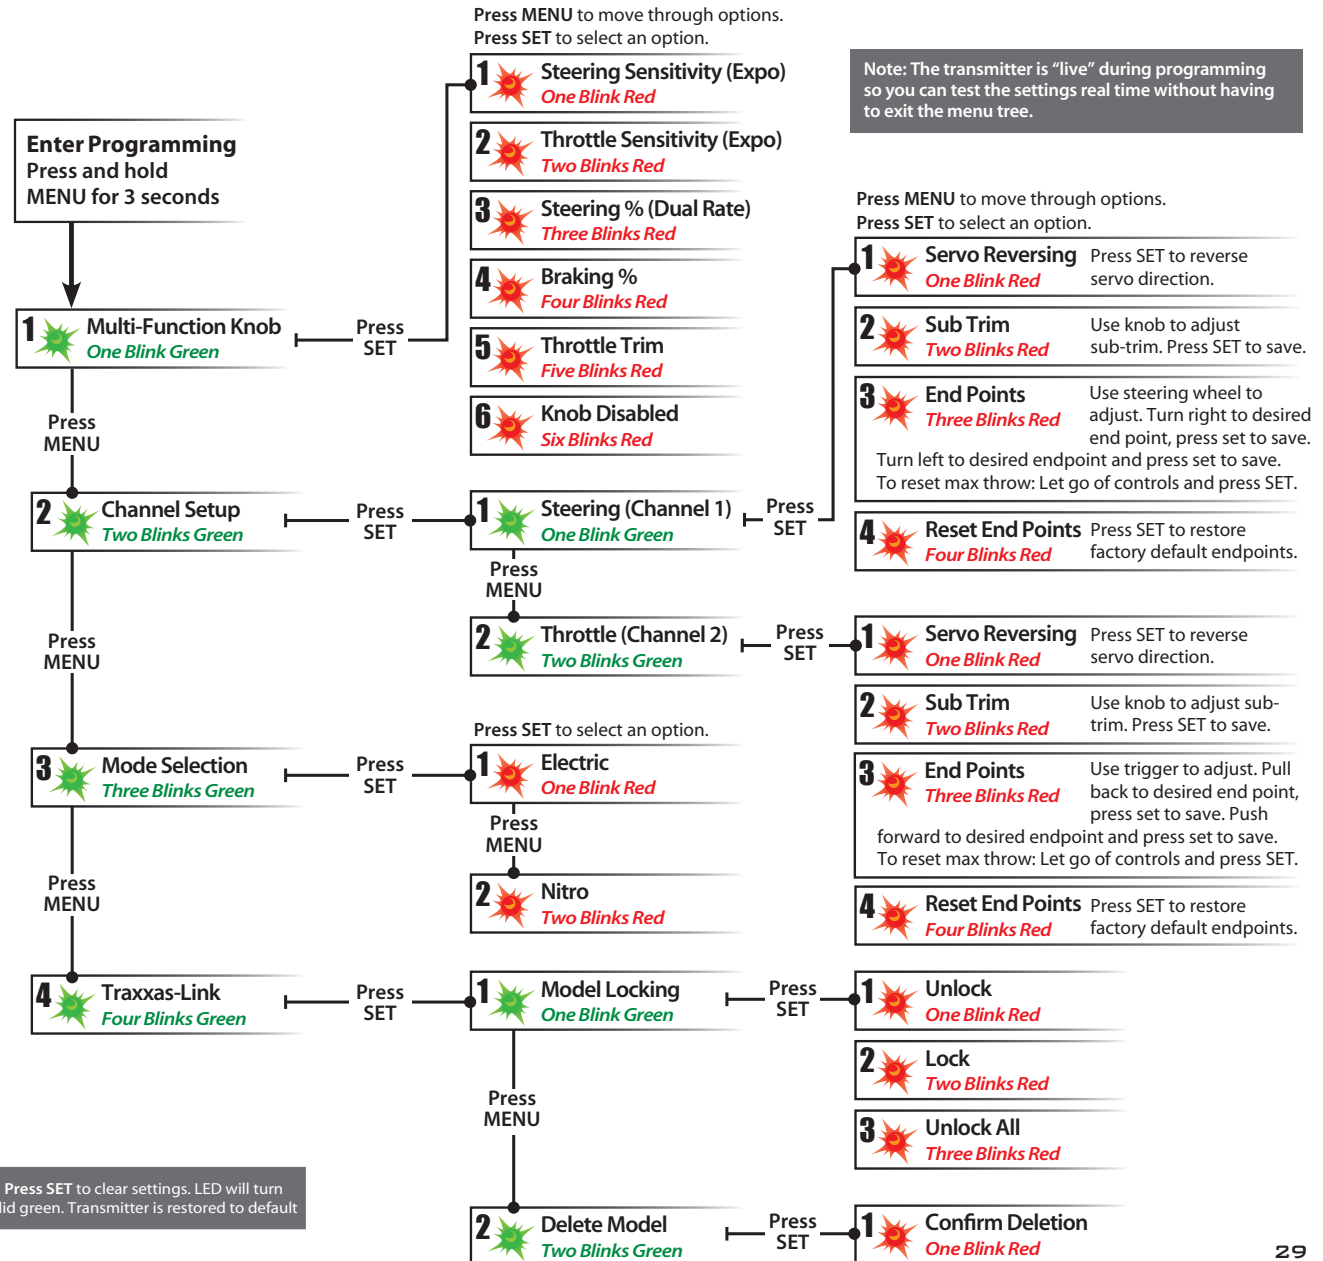 Press MENU to move through options.
Press SET to select an option.
Note: The transmitter is “live” during programming
so you can test the settings real time without having
to exit the menu tree.
Enter Programming
Press and hold
MENU for 3 seconds
1 Multi-Function Knob
One Blink Green
Press
SET
1 Steering Sensitivity (Expo)
One Blink Red
2 Throttle Sensitivity (Expo)
Two Blinks Red
3 Steering % (Dual Rate)
Three Blinks Red
4 Braking %
Four Blinks Red
5 Throttle Trim
Five Blinks Red
6 Knob Disabled
Six Blinks Red
Press
MENU
2 Channel Setup
Two Blinks Green
Press
SET
1 Steering (Channel 1)
One Blink Green
Press
SET
Press MENU to move through options.
Press SET to select an option.
1 Servo Reversing
One Blink Red
Press SET to reverse
servo direction.
2 Sub Trim
Two Blinks Red
Use knob to adjust
sub-trim. Press SET to save.
3 End Points
Three Blinks Red
Use steering wheel to
adjust. Turn right to desired
end point, press set to save.
Turn left to desired endpoint and press set to save.
To reset max throw: Let go of controls and press SET.
4 Reset End Points
Four Blinks Red
Press SET to restore
factory default endpoints.
Press
MENU
2 Throttle (Channel 2)
Two Blinks Green
Press
SET
1 Servo Reversing
One Blink Red
Press SET to reverse
servo direction.
2 Sub Trim
Two Blinks Red
Use knob to adjust sub-
trim. Press SET to save.
3 End Points
Three Blinks Red
Use trigger to adjust. Pull
back to desired end point,
press set to save. Push
forward to desired endpoint and press set to save.
To reset max throw: Let go of controls and press SET.
4 Reset End Points
Four Blinks Red
Press SET to restore
factory default endpoints.
Press
MENU
3 Mode Selection
Three Blinks Green
Press
SET
Press SET to select an option.
1 Electric
One Blink Red
Press
MENU
2 Nitro
Two Blinks Red
Press
MENU
4 Traxxas-Link
Four Blinks Green
Press
SET
1 Model Locking
One Blink Green
Press
SET
1 Unlock
One Blink Red
2 Lock
Two Blinks Red
3 Unlock All
Three Blinks Red
Press
MENU
2 Delete Model
Two Blinks Green
Press
SET
1 Confirm Deletion
One Blink Red
Press SET to clear settings. LED will turn
lid green. Transmitter is restored to default
29